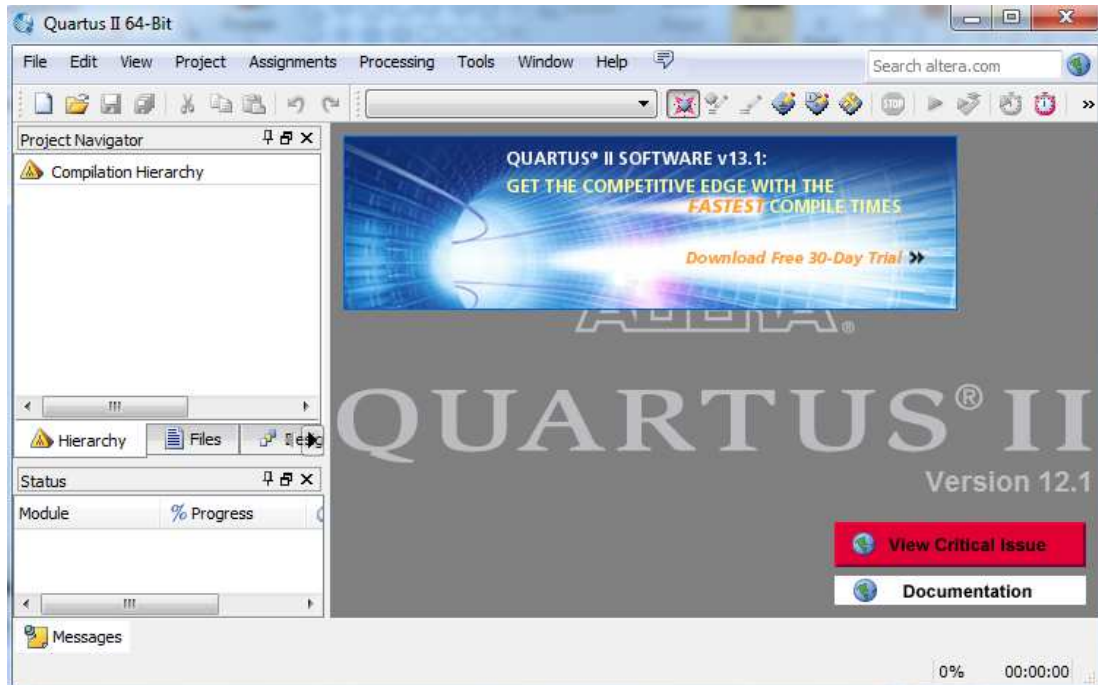 Quartus II 64-Bit
File Edit View Project Assignments Processing Tools Window Help
Search altera.com
STOP
Project Navigator
Compilation Hierarchy
Hierarchy Files
Status
Module % Progress
Messages
QUARTUS® II SOFTWARE v13.1:
GET THE COMPETITIVE EDGE WITH THE
FASTEST COMPILE TIMES
Download Free 30-Day Trial »
ALTERA®
QUARTUS® II
Version 12.1
View Critical Issue
Documentation
0% 00:00:00